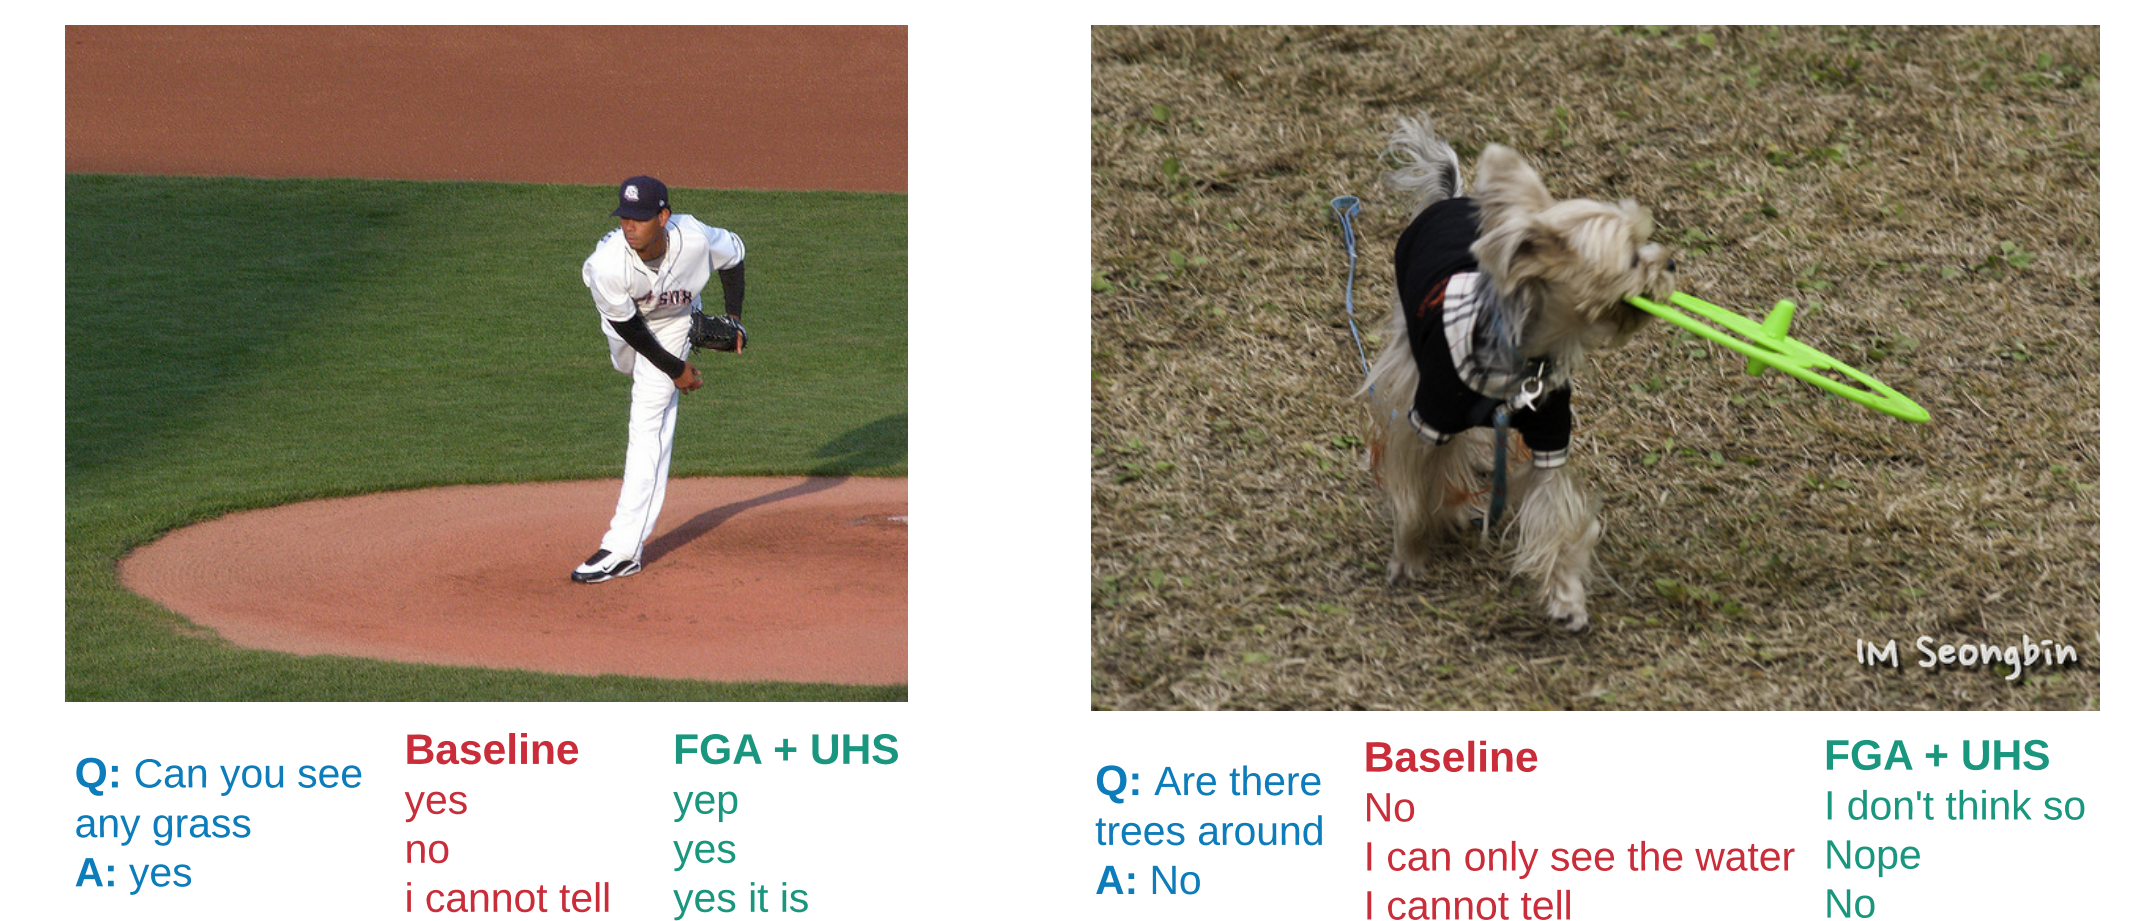 SOX
IM Seongbin
Q: Can you see
any grass
A: yes
Baseline
yes
no
i cannot tell
FGA + UHS
yep
yes
yes it is
Q: Are there
trees around
A: No
Baseline
No
I can only see the water
I cannot tell
FGA + UHS
I don't think so
Nope
No